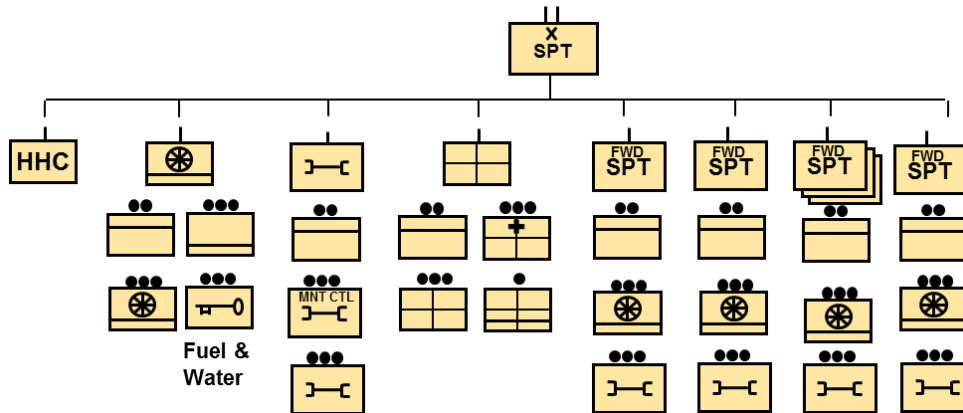 X
SPT
HHC
FWD
SPT
FWD
SPT
FWD
SPT
FWD
SPT
MNT CTL
Fuel &
Water